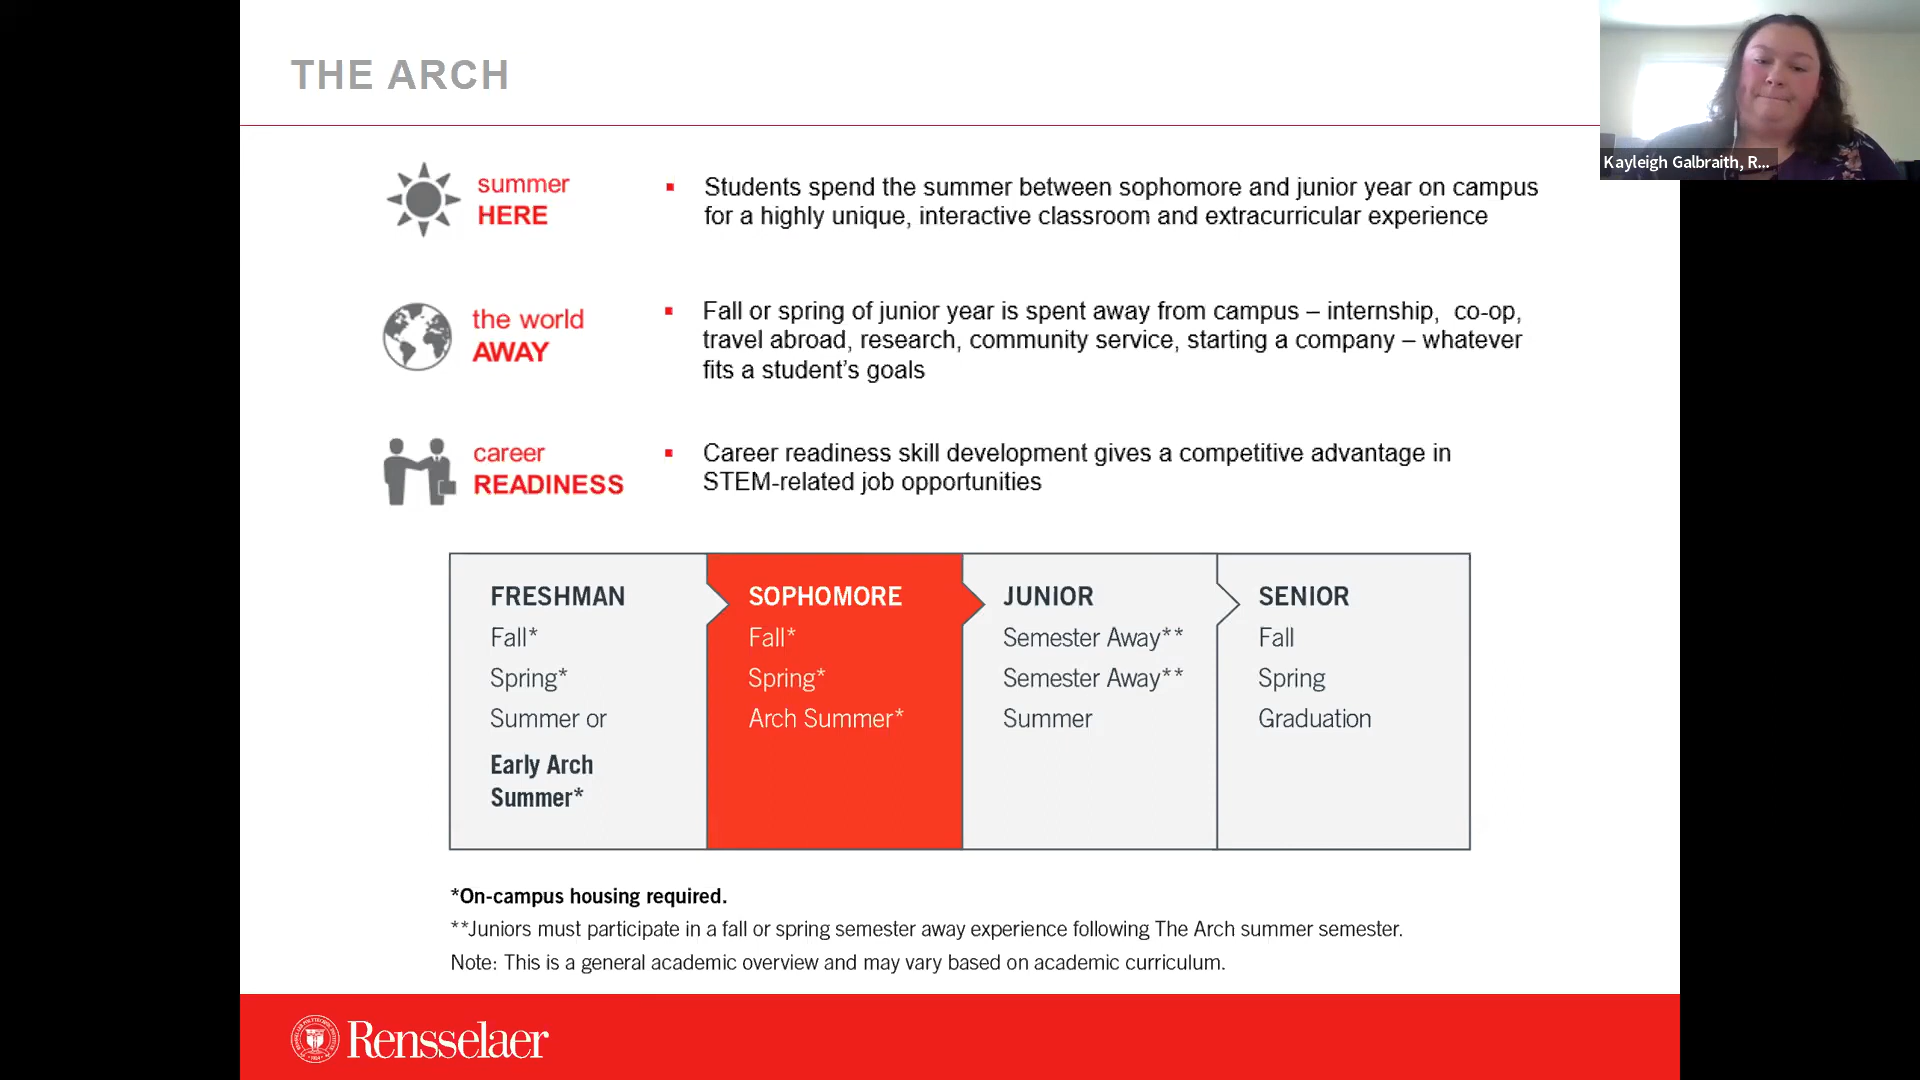 THE ARCH
Kayleigh Galbraith, R...
summer
HERE
▪ Students spend the summer between sophomore and junior year on campus
for a highly unique, interactive classroom and extracurricular experience
the world
AWAY
▪ Fall or spring of junior year is spent away from campus – internship, co-op,
travel abroad, research, community service, starting a company – whatever
fits a student's goals
career
READINESS
▪ Career readiness skill development gives a competitive advantage in
STEM-related job opportunities
FRESHMAN
Fall*
Spring*
Summer or
Early Arch
Summer*
SOPHOMORE
Fall*
Spring*
Arch Summer*
JUNIOR
Semester Away**
Semester Away**
Summer
SENIOR
Fall
Spring
Graduation
*On-campus housing required.
**Juniors must participate in a fall or spring semester away experience following The Arch summer semester.
Note: This is a general academic overview and may vary based on academic curriculum.
Rensselaer